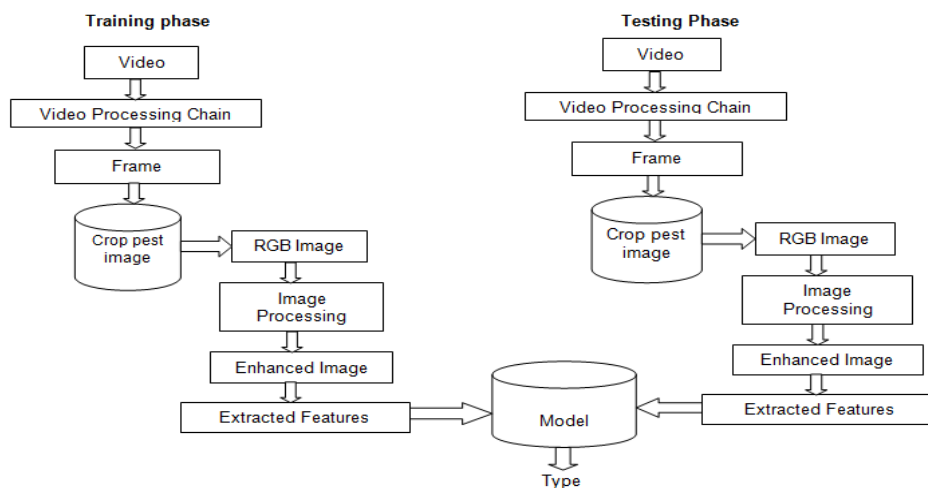 Training phase
Video
Video Processing Chain
Frame
Crop pest
image
RGB Image
Image
Processing
Enhanced Image
Extracted Features
Testing Phase
Video
Video Processing Chain
Frame
Crop pest
image
RGB Image
Image
Processing
Enhanced Image
Extracted Features
Model
Type